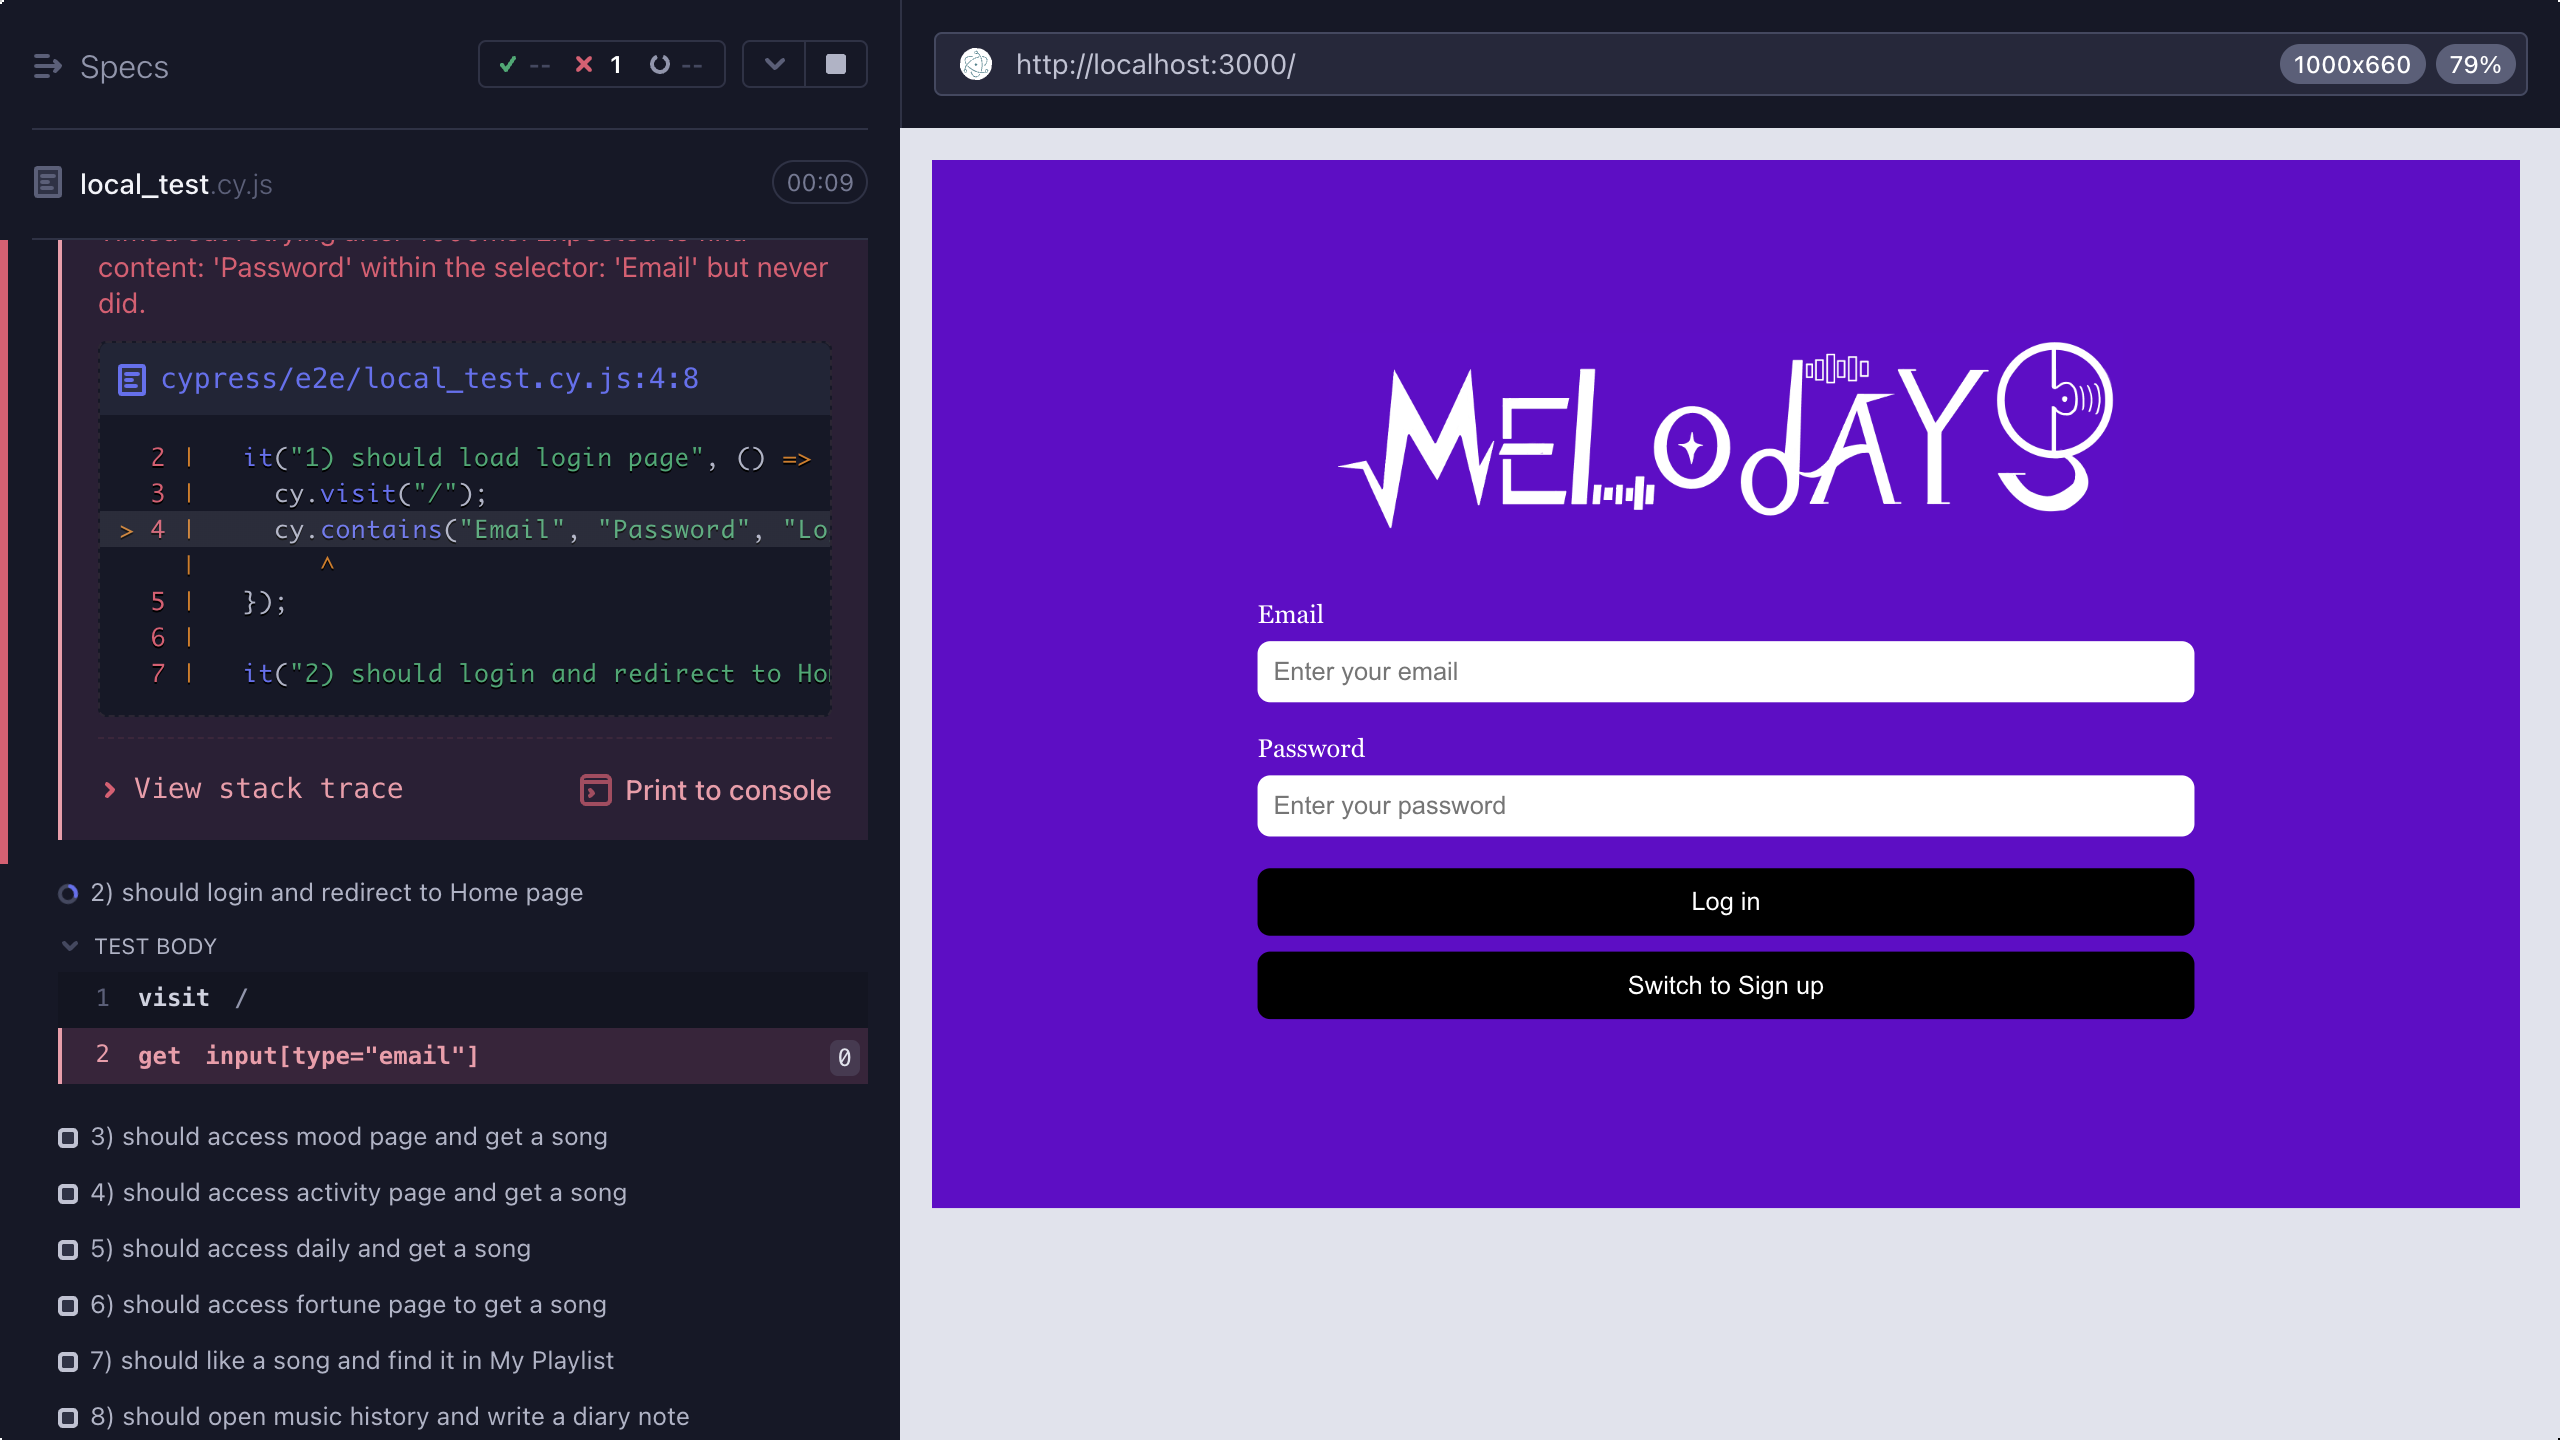 Specs
-- 1 --
http://localhost:3000/
1000x660
79%
local_test.cy.js
00:09
content: 'Password' within the selector: 'Email' but never
did.
cypress/e2e/local_test.cy.js:4:8
2 | it("1) should load login page", () =>
3 | cy.visit("/");
> 4 | cy.contains("Email", "Password", "Lo
| ^
5 | });
6 |
7 | it("2) should login and redirect to Ho
View stack trace
Print to console
2) should login and redirect to Home page
TEST BODY
1 visit /
2 get input[type="email"] 0
3) should access mood page and get a song
4) should access activity page and get a song
5) should access daily and get a song
6) should access fortune page to get a song
7) should like a song and find it in My Playlist
8) should open music history and write a diary note
MELODAY
Email
Enter your email
Password
Enter your password
Log in
Switch to Sign up